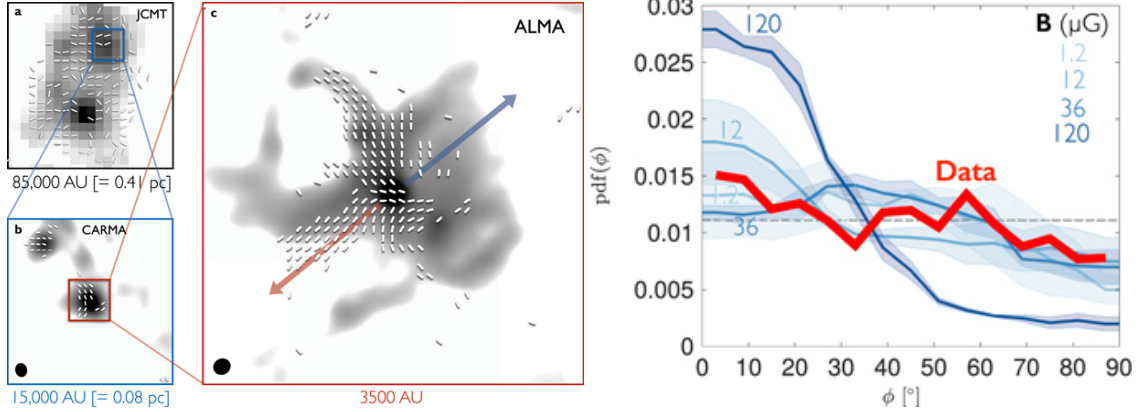 a
JCMT
85,000 AU [= 0.41 pc]
b
CARMA
15,000 AU [= 0.08 pc]
c
ALMA
3500 AU
0.03
0.025
0.02
0.015
0.01
0.005
0
pdf(ϕ)
120
12
1.2
36
Data
B (µG)
1.2
12
36
120
0 10 20 30 40 50 60 70 80 90
ϕ [°]